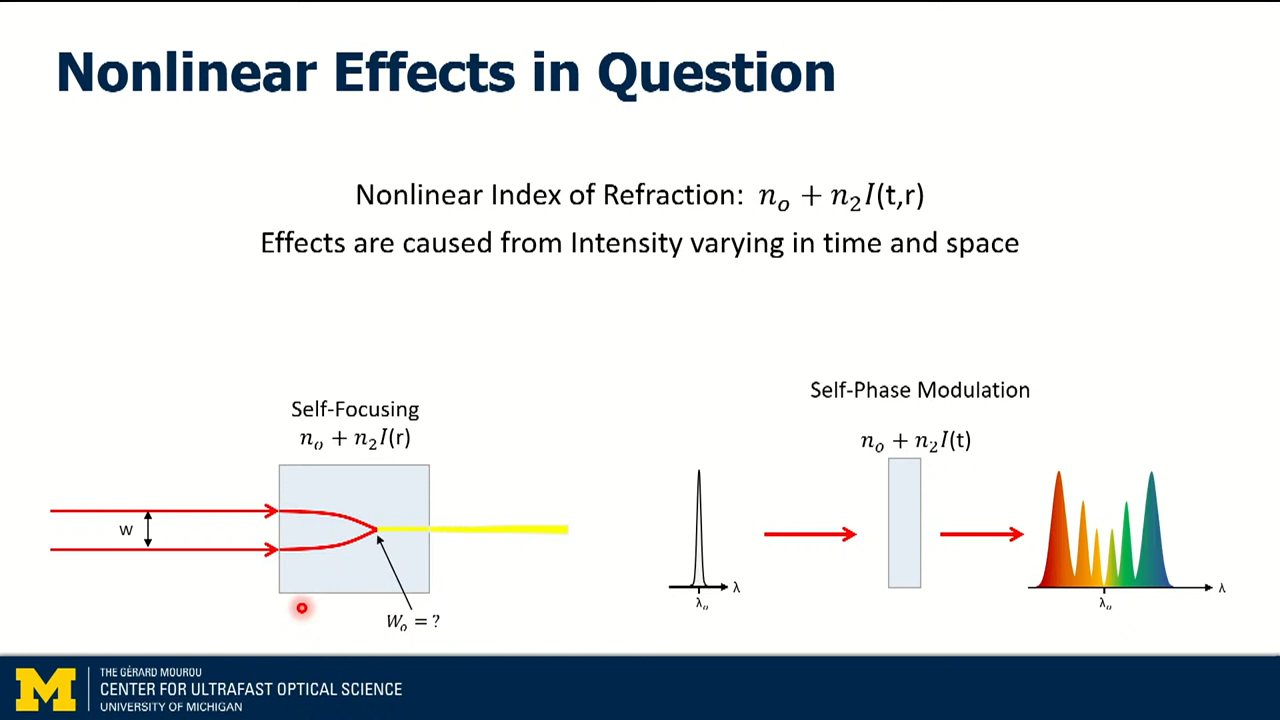 Nonlinear Effects in Question
Nonlinear Index of Refraction: nₒ + n₂I(t,r)
Effects are caused from Intensity varying in time and space
Self-Focusing
nₒ + n₂I(r)
w
Wₒ = ?
Self-Phase Modulation
nₒ + n₂I(t)
λ
λₒ
λ
λₒ
M
THE GÉRARD MOUROU
CENTER FOR ULTRAFAST OPTICAL SCIENCE
UNIVERSITY OF MICHIGAN